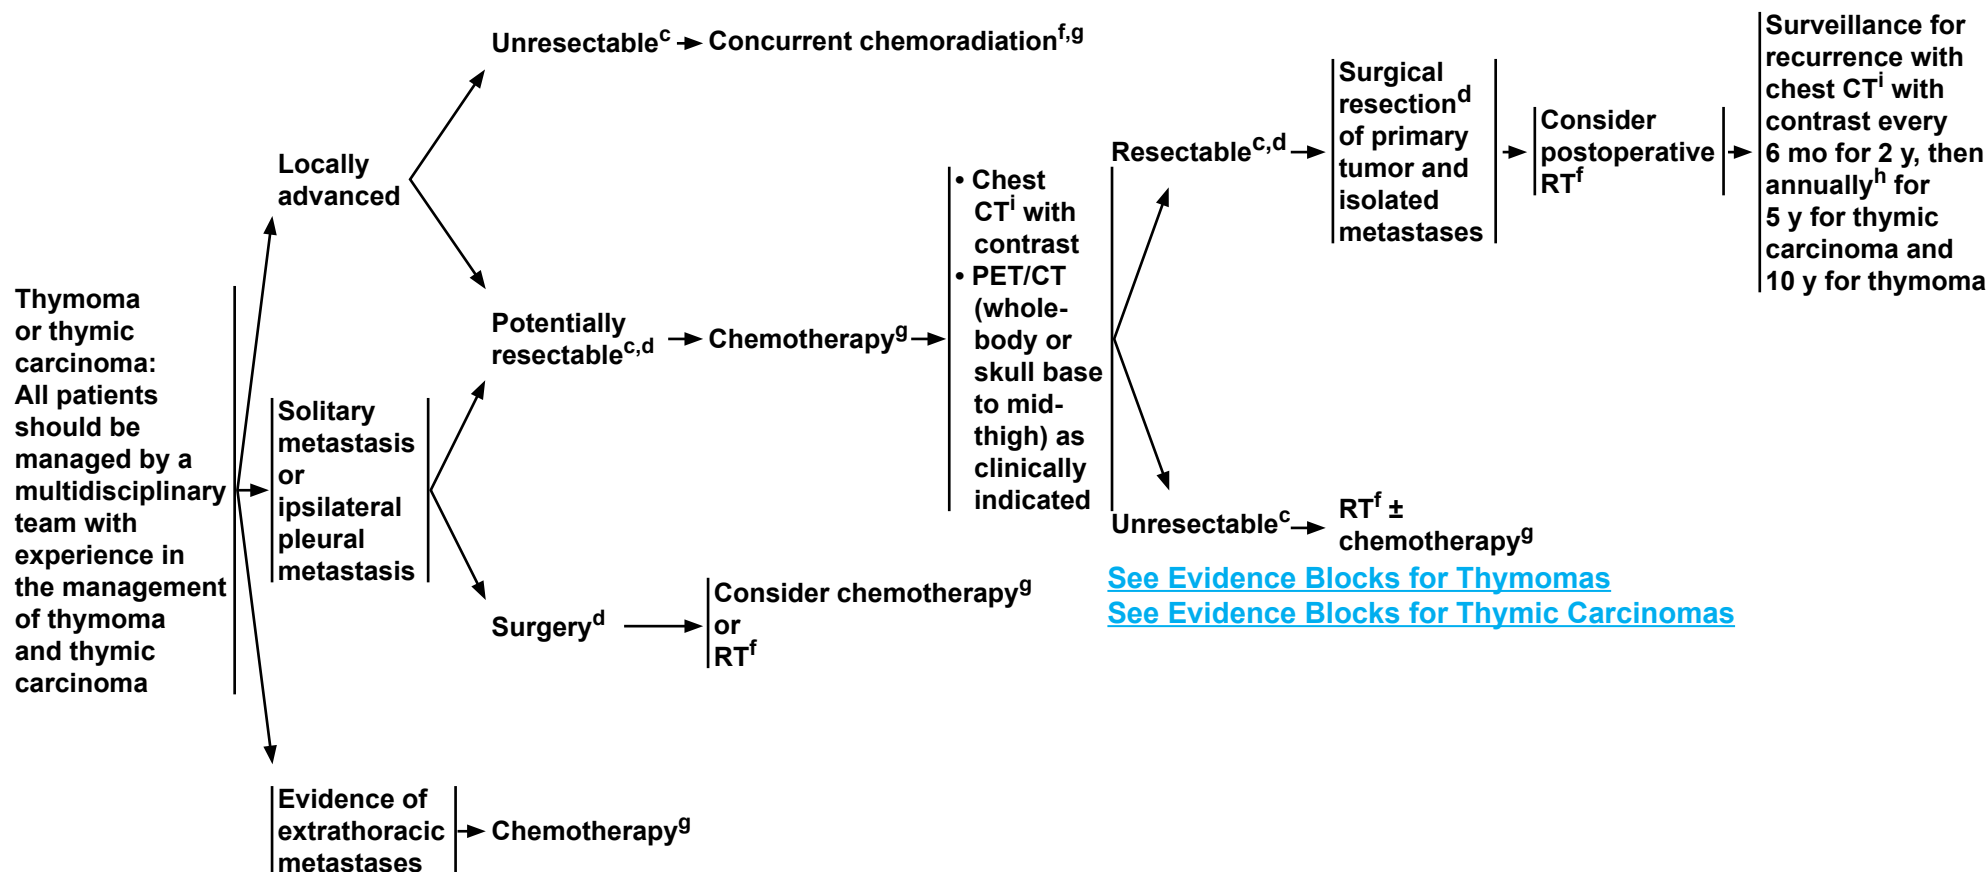 Thymoma
or thymic
carcinoma:
All patients
should be
managed by a
multidisciplinary
team with
experience in
the management
of thymoma
and thymic
carcinoma
Locally
advanced
Unresectablec
Concurrent chemoradiationf,g
Potentially
resectablec,d
Chemotherapyg
• Chest
CTi with
contrast
• PET/CT
(whole-
body or
skull base
to mid-
thigh) as
clinically
indicated
Resectablec,d
Surgical
resectiond
of primary
tumor and
isolated
metastases
Consider
postoperative
RTf
Surveillance for
recurrence with
chest CTi with
contrast every
6 mo for 2 y, then
annuallyh for
5 y for thymic
carcinoma and
10 y for thymoma
Unresectablec
RTf ±
chemotherapyg
See Evidence Blocks for Thymomas
See Evidence Blocks for Thymic Carcinomas
Solitary
metastasis
or
ipsilateral
pleural
metastasis
Surgeryd
Consider chemotherapyg
or
RTf
Evidence of
extrathoracic
metastases
Chemotherapyg